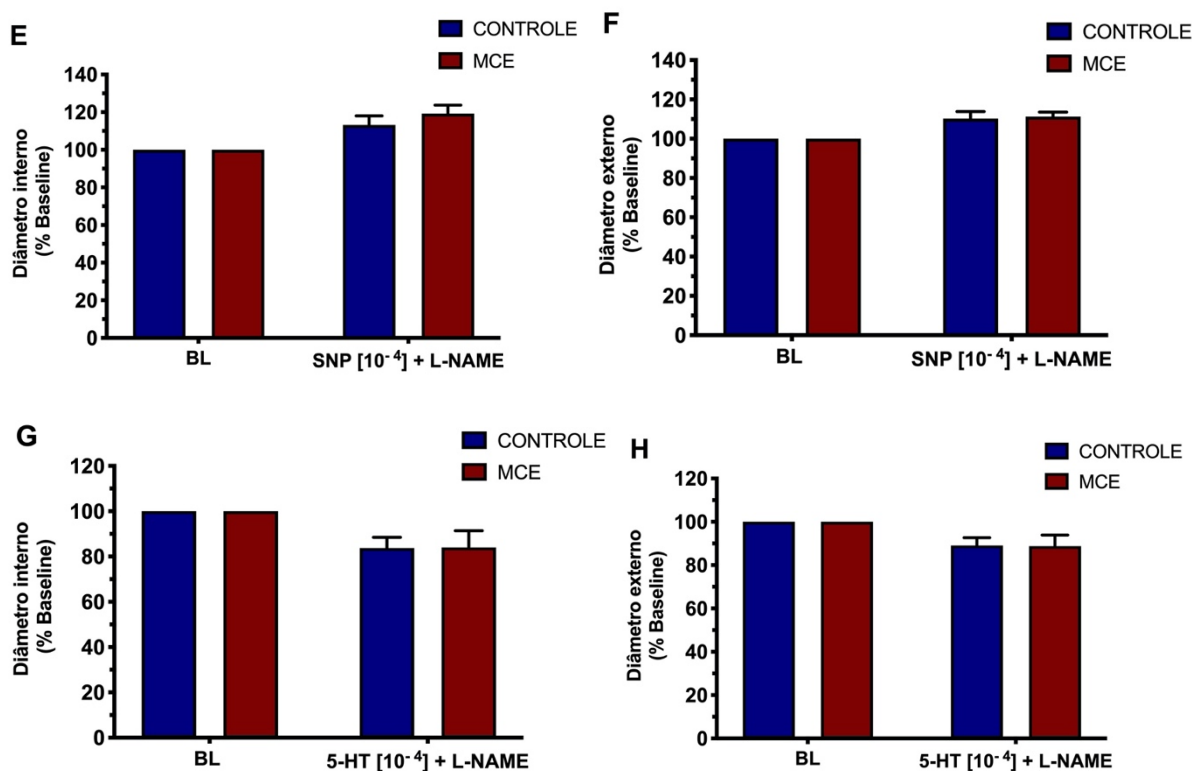 E
CONTROLE
MCE
Diâmetro interno
(% Baseline)
140
120
100
80
60
40
20
0
BL
SNP [10⁻⁴] + L-NAME
F
CONTROLE
MCE
Diâmetro externo
(% Baseline)
140
120
100
80
60
40
20
0
BL
SNP [10⁻⁴] + L-NAME
G
CONTROLE
MCE
Diâmetro interno
(% Baseline)
120
100
80
60
40
20
0
BL
5-HT [10⁻⁴] + L-NAME
H
CONTROLE
MCE
Diâmetro externo
(% Baseline)
120
100
80
60
40
20
0
BL
5-HT [10⁻⁴] + L-NAME